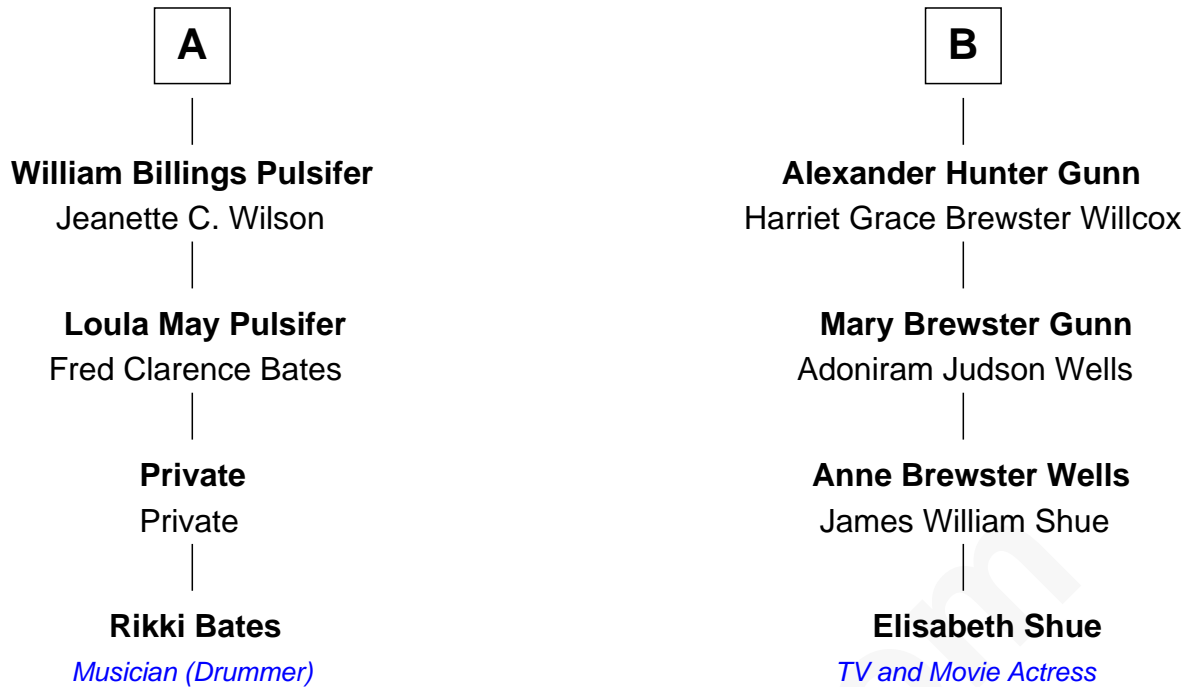 A
B
William Billings Pulsifer
Jeanette C. Wilson
Alexander Hunter Gunn
Harriet Grace Brewster Willcox
Loula May Pulsifer
Fred Clarence Bates
Mary Brewster Gunn
Adoniram Judson Wells
Private
Private
Anne Brewster Wells
James William Shue
Rikki Bates
Musician (Drummer)
Elisabeth Shue
TV and Movie Actress